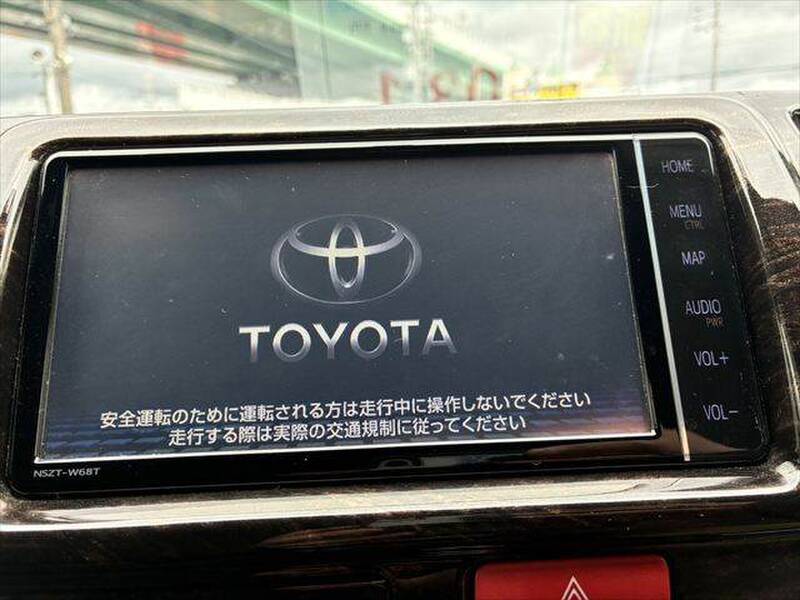 HOME
MENU
CTRL
MAP
AUDIO
PWR
VOL+
VOL-
TOYOTA
安全運転のために運転される方は走行中に操作しないでください
走行する際は実際の交通規制に従ってください
NSZT-W68T